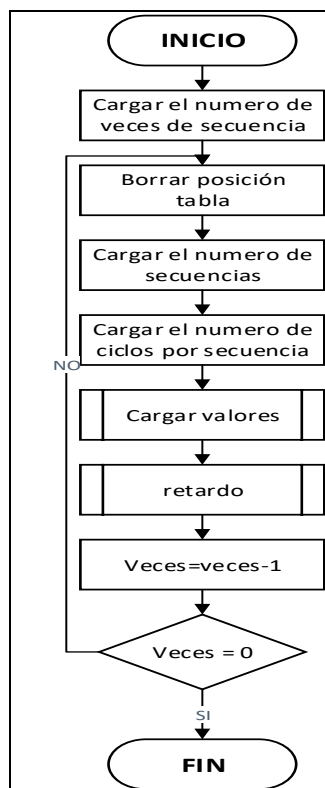 INICIO
Cargar el numero de
veces de secuencia
Borrar posición
tabla
Cargar el numero de
secuencias
Cargar el numero de
ciclos por secuencia
NO
Cargar valores
retardo
Veces=veces-1
Veces = 0
SI
FIN